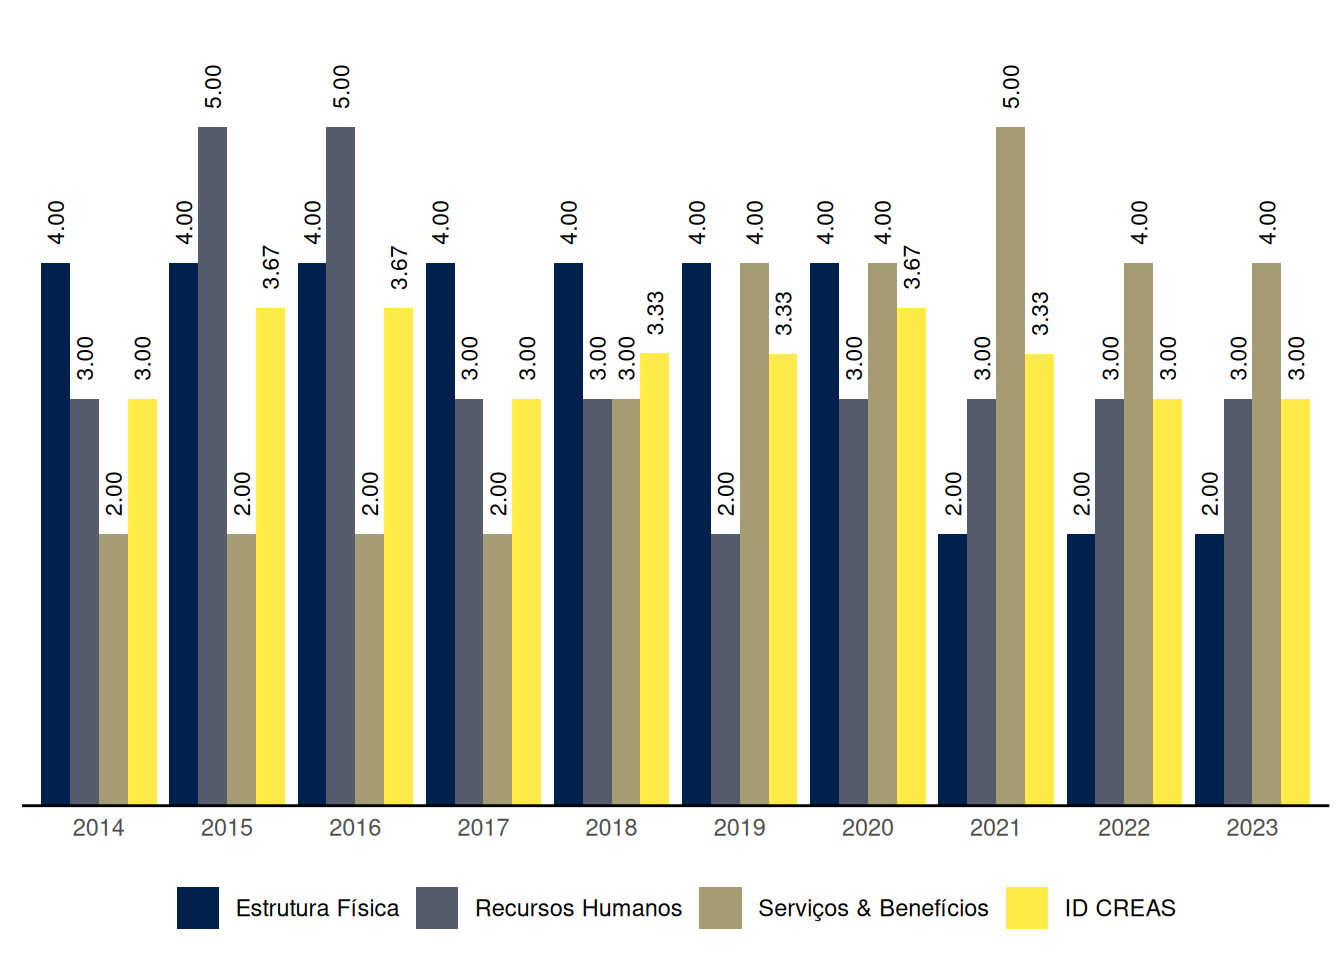 5.00 5.00 5.00
4.00 4.00 4.00 4.00 4.00 4.00 4.00 4.00 4.00 4.00 4.00
3.67 3.67 3.67
3.33 3.33 3.33
3.00 3.00 3.00 3.00 3.00 3.00 3.00 3.00 3.00 3.00 3.00 3.00
2.00 2.00 2.00 2.00 2.00 2.00 2.00 2.00
2014 2015 2016 2017 2018 2019 2020 2021 2022 2023
Estrutura Física Recursos Humanos Serviços & Benefícios ID CREAS